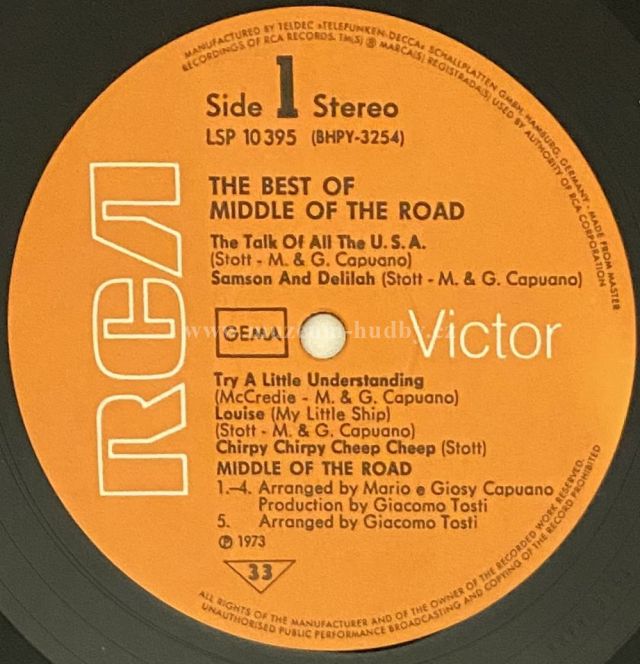 MANUFACTURED BY TELDEC »TELEFUNKEN-DECCA« SCHALLPLATTEN GMBH, HAMBURG, GERMANY - MADE FROM MASTER
RECORDINGS OF RCA RECORDS. TM(S) ® MARCA(S) REGISTRADA(S) USED BY AUTHORITY OF RCA CORPORATION
Side 1 Stereo
LSP 10395 (BHPY-3254)
THE BEST OF
MIDDLE OF THE ROAD
The Talk Of All The U.S.A.
(Stott - M. & G. Capuano)
Samson And Delilah (Stott - M. & G. Capuano)
RCA
GEMA
Victor
Try A Little Understanding
(McCredie - M. & G. Capuano)
Louise (My Little Ship)
(Stott - M. & G. Capuano)
Chirpy Chirpy Cheep Cheep (Stott)
MIDDLE OF THE ROAD
1.–4. Arranged by Mario e Giosy Capuano
Production by Giacomo Tosti
5. Arranged by Giacomo Tosti
℗ 1973
33
ALL RIGHTS OF THE MANUFACTURER AND OF THE OWNER OF THE RECORDED WORK RESERVED.
UNAUTHORISED PUBLIC PERFORMANCE BROADCASTING AND COPYING OF THE RECORD PROHIBITED